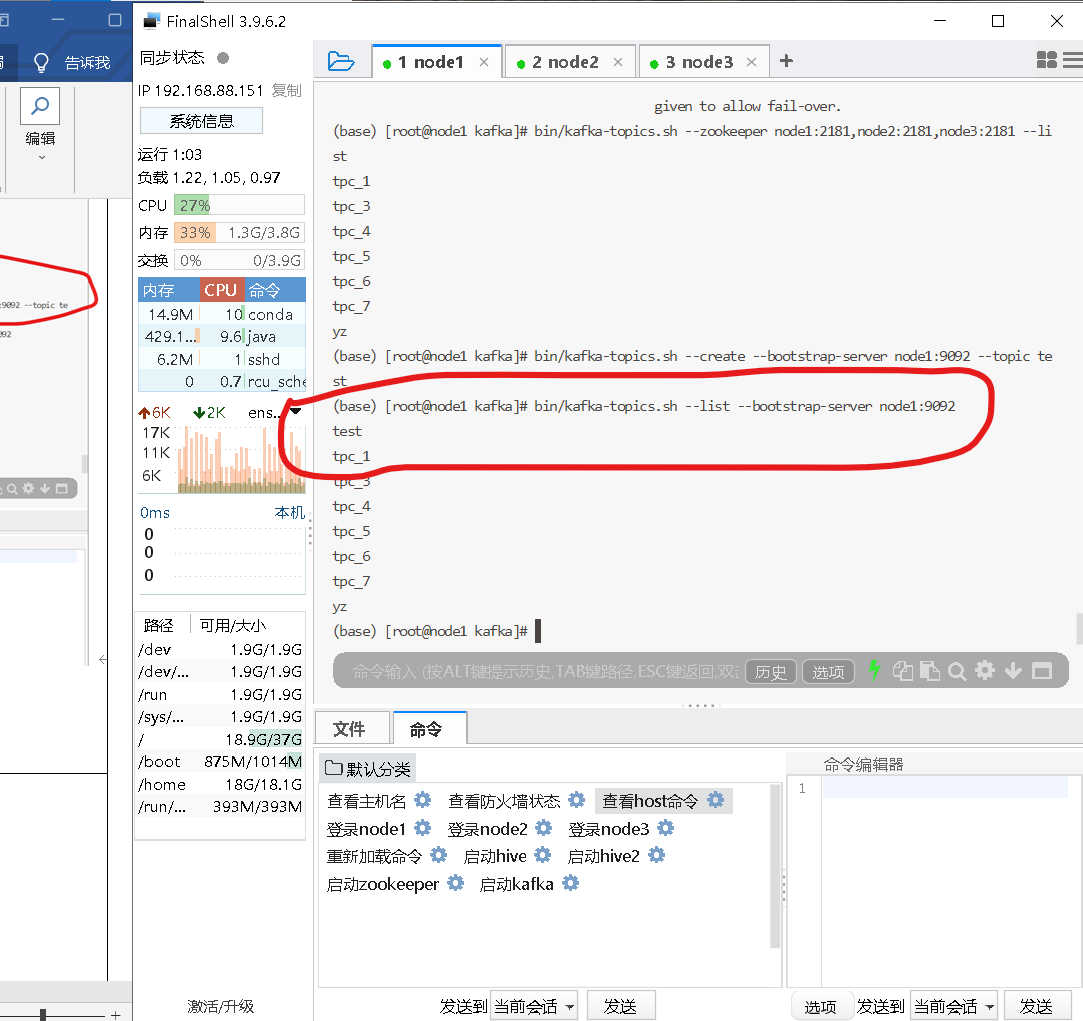 告诉我
编辑
:9092 --topic te
092
FinalShell 3.9.6.2
同步状态
IP 192.168.88.151 复制
系统信息
运行 1:03
负载 1.22, 1.05, 0.97
CPU 27%
内存 33% 1.3G/3.8G
交换 0% 0/3.9G
内存 CPU 命令
14.9M 10 conda
429.1... 9.6 java
6.2M 1 sshd
0 0.7 rcu_sche
6K 2K ens...
17K
11K
6K
0ms 本机
0
0
0
路径 可用/大小
/dev 1.9G/1.9G
/dev/... 1.9G/1.9G
/run 1.9G/1.9G
/sys/... 1.9G/1.9G
/ 18.9G/37G
/boot 875M/1014M
/home 18G/18.1G
/run/... 393M/393M
激活/升级
1 node1 2 node2 3 node3
given to allow fail-over.
(base) [root@node1 kafka]# bin/kafka-topics.sh --zookeeper node1:2181,node2:2181,node3:2181 --li
st
tpc_1
tpc_3
tpc_4
tpc_5
tpc_6
tpc_7
yz
(base) [root@node1 kafka]# bin/kafka-topics.sh --create --bootstrap-server node1:9092 --topic te
st
(base) [root@node1 kafka]# bin/kafka-topics.sh --list --bootstrap-server node1:9092
test
tpc_1
tpc_3
tpc_4
tpc_5
tpc_6
tpc_7
yz
(base) [root@node1 kafka]#
命令输入 (按ALT键提示历史,TAB键路径,ESC键返回,双击 历史 选项
文件 命令
默认分类
查看主机名 查看防火墙状态 查看host命令
登录node1 登录node2 登录node3
重新加载命令 启动hive 启动hive2
启动zookeeper 启动kafka
发送到 当前会话 发送
命令编辑器
1
选项 发送到 当前会话 发送